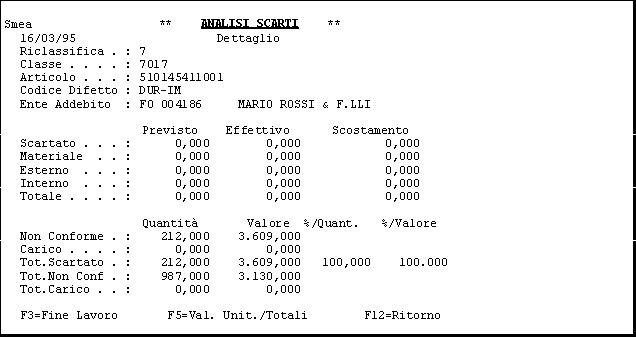 Smea ** ANALISI SCARTI **
16/03/95 Dettaglio
Riclassifica . : 7
Classe . . . . : 7017
Articolo . . . : 510145411001
Codice Difetto : DUR-IM
Ente Addebito : FO 004186 MARIO ROSSI & F.LLI
Previsto Effettivo Scostamento
Scartato . . . : 0,000 0,000 0,000
Materiale . . : 0,000 0,000 0,000
Esterno . . . : 0,000 0,000 0,000
Interno . . . : 0,000 0,000 0,000
Totale . . . . : 0,000 0,000 0,000
Quantità Valore %/Quant. %/Valore
Non Conforme . : 212,000 3.609,000
Carico . . . . : 0,000 0,000
Tot.Scartato . : 212,000 3.609,000 100,000 100.000
Tot.Non Conf . : 987,000 3.130,000
Tot.Carico . . : 0,000 0,000
F3=Fine Lavoro F5=Val. Unit./Totali F12=Ritorno